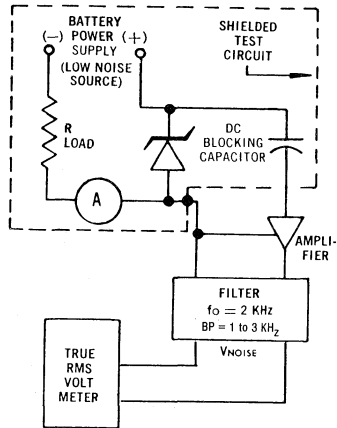 BATTERY
(-) POWER (+)
SUPPLY
(LOW NOISE
SOURCE)
SHIELDED
TEST
CIRCUIT
R
LOAD
DC
BLOCKING
CAPACITOR
A
AMPLI-
FIER
FILTER
fo = 2 KHz
BP = 1 to 3 KHz
VNOISE
TRUE
RMS
VOLT
METER